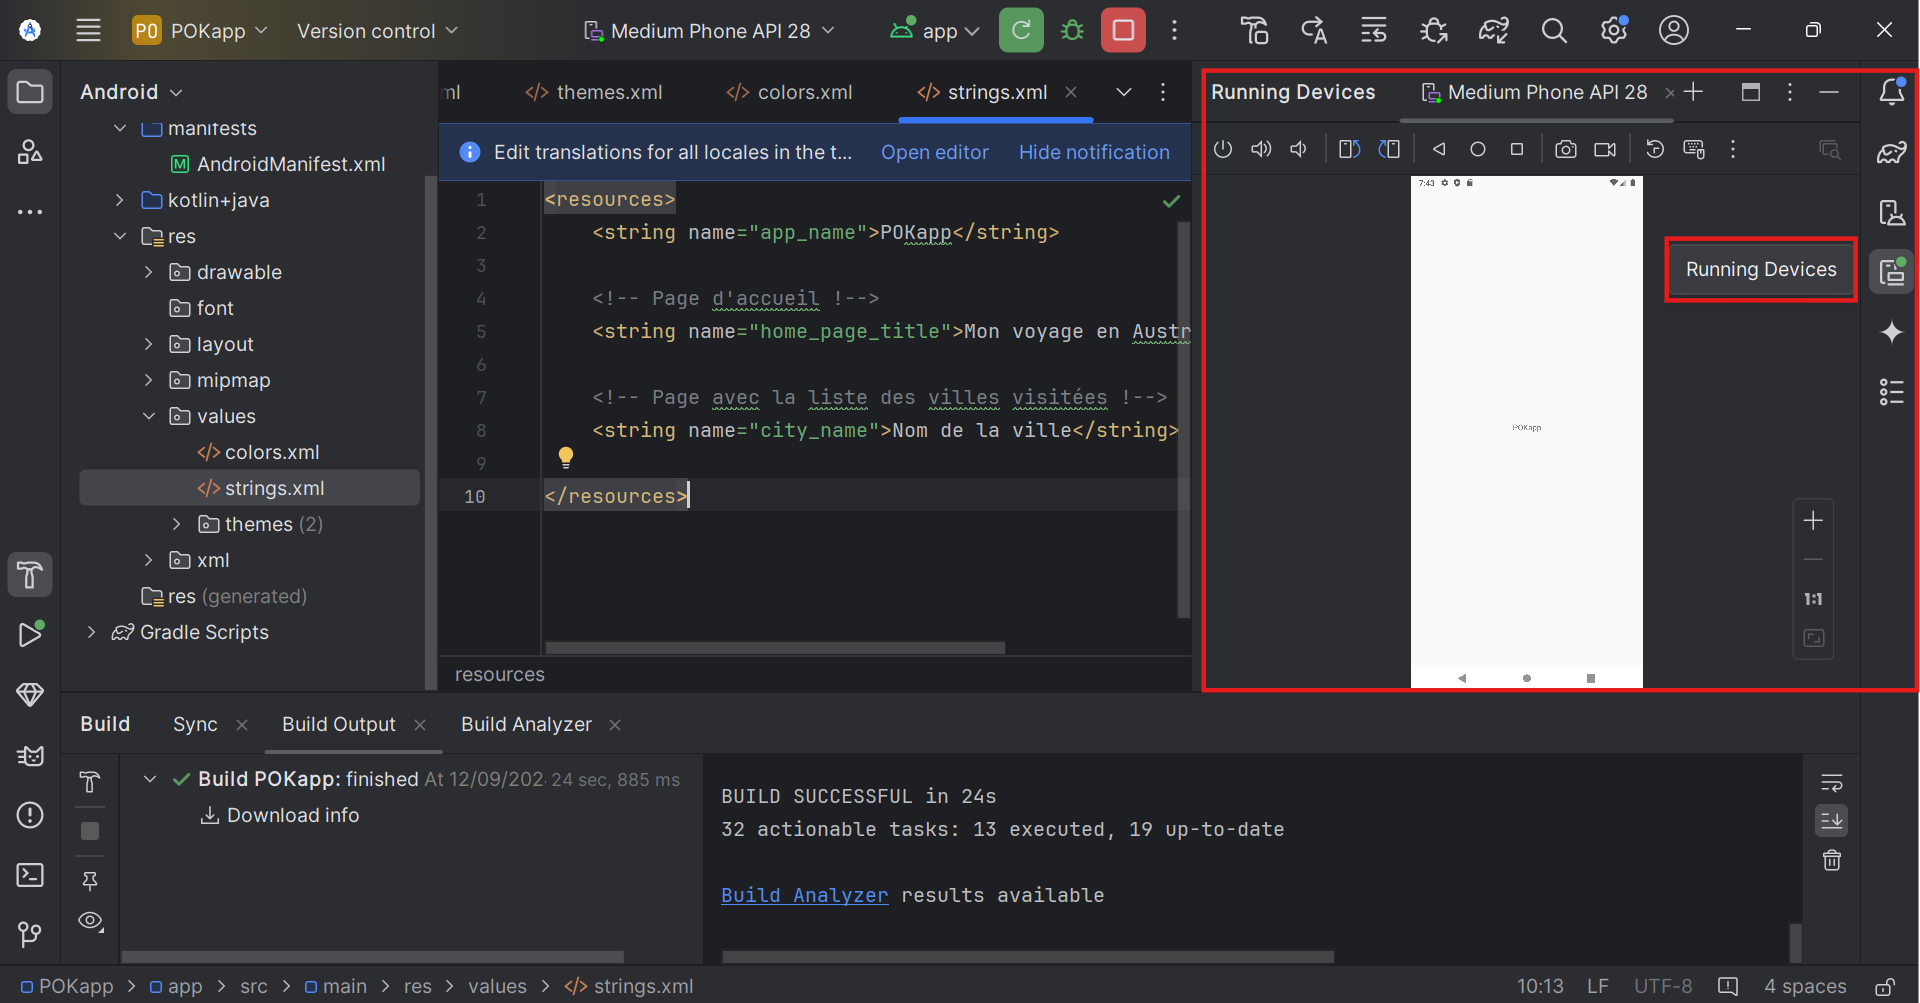 PO POKapp Version control Medium Phone API 28 app
Android
manifests
AndroidManifest.xml
kotlin+java
res
drawable
font
layout
mipmap
values
colors.xml
strings.xml
themes (2)
xml
res (generated)
Gradle Scripts
ml themes.xml colors.xml strings.xml
Edit translations for all locales in the t... Open editor Hide notification
1 <resources>
2 <string name="app_name">POKapp</string>
3
4 <!-- Page d'accueil !-->
5 <string name="home_page_title">Mon voyage en Austr
6
7 <!-- Page avec la liste des villes visitées !-->
8 <string name="city_name">Nom de la ville</string>
9
10 </resources>
resources
Running Devices Medium Phone API 28
7:43
POKapp
Running Devices
1:1
Build Sync Build Output Build Analyzer
Build POKapp: finished At 12/09/202 24 sec, 885 ms
Download info
BUILD SUCCESSFUL in 24s
32 actionable tasks: 13 executed, 19 up-to-date
Build Analyzer results available
POKapp > app > src > main > res > values > strings.xml
10:13 LF UTF-8 4 spaces